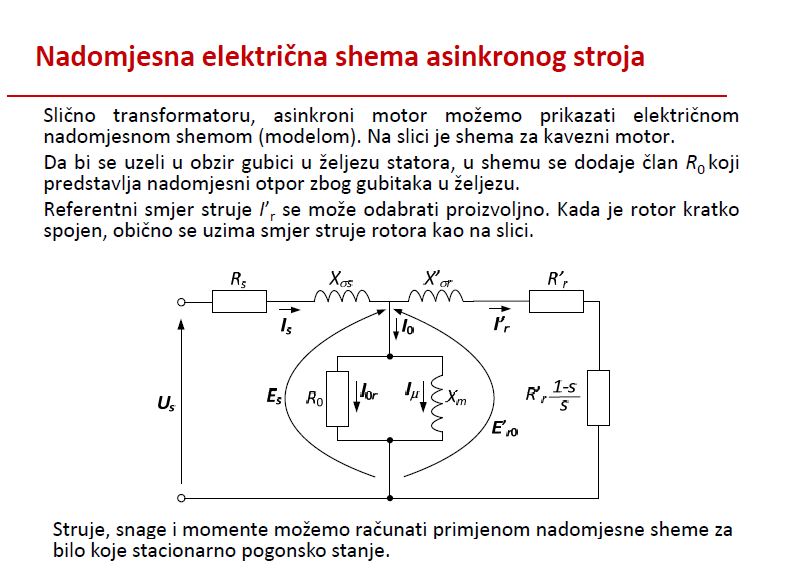 Nadomjesna električna shema asinkronog stroja
Slično transformatoru, asinkroni motor možemo prikazati električnom
nadomjesnom shemom (modelom). Na slici je shema za kavezni motor.
Da bi se uzeli u obzir gubici u željezu statora, u shemu se dodaje član R₀ koji
predstavlja nadomjesni otpor zbog gubitaka u željezu.
Referentni smjer struje I'ᵣ se može odabrati proizvoljno. Kada je rotor kratko
spojen, obično se uzima smjer struje rotora kao na slici.
Rₛ Xσs X'σr R'ᵣ
Iₛ I₀ I'ᵣ
Uₛ Eₛ R₀ I₀ᵣ Iμ Xₘ R'ᵣ 1-s/s
E'ᵣ₀
Struje, snage i momente možemo računati primjenom nadomjesne sheme za
bilo koje stacionarno pogonsko stanje.